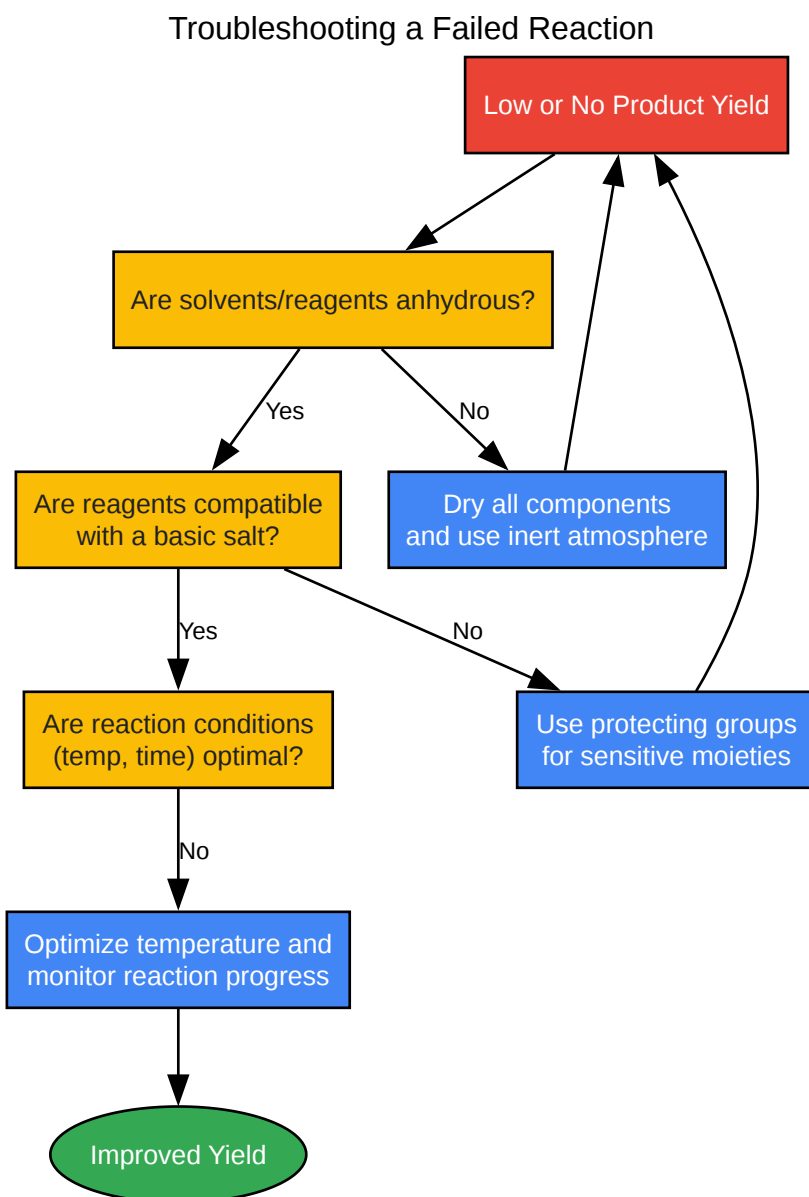 Troubleshooting a Failed Reaction
Low or No Product Yield
Are solvents/reagents anhydrous?
Yes
No
Are reagents compatible
with a basic salt?
Dry all components
and use inert atmosphere
Yes
No
Are reaction conditions
(temp, time) optimal?
Use protecting groups
for sensitive moieties
No
Optimize temperature and
monitor reaction progress
Improved Yield